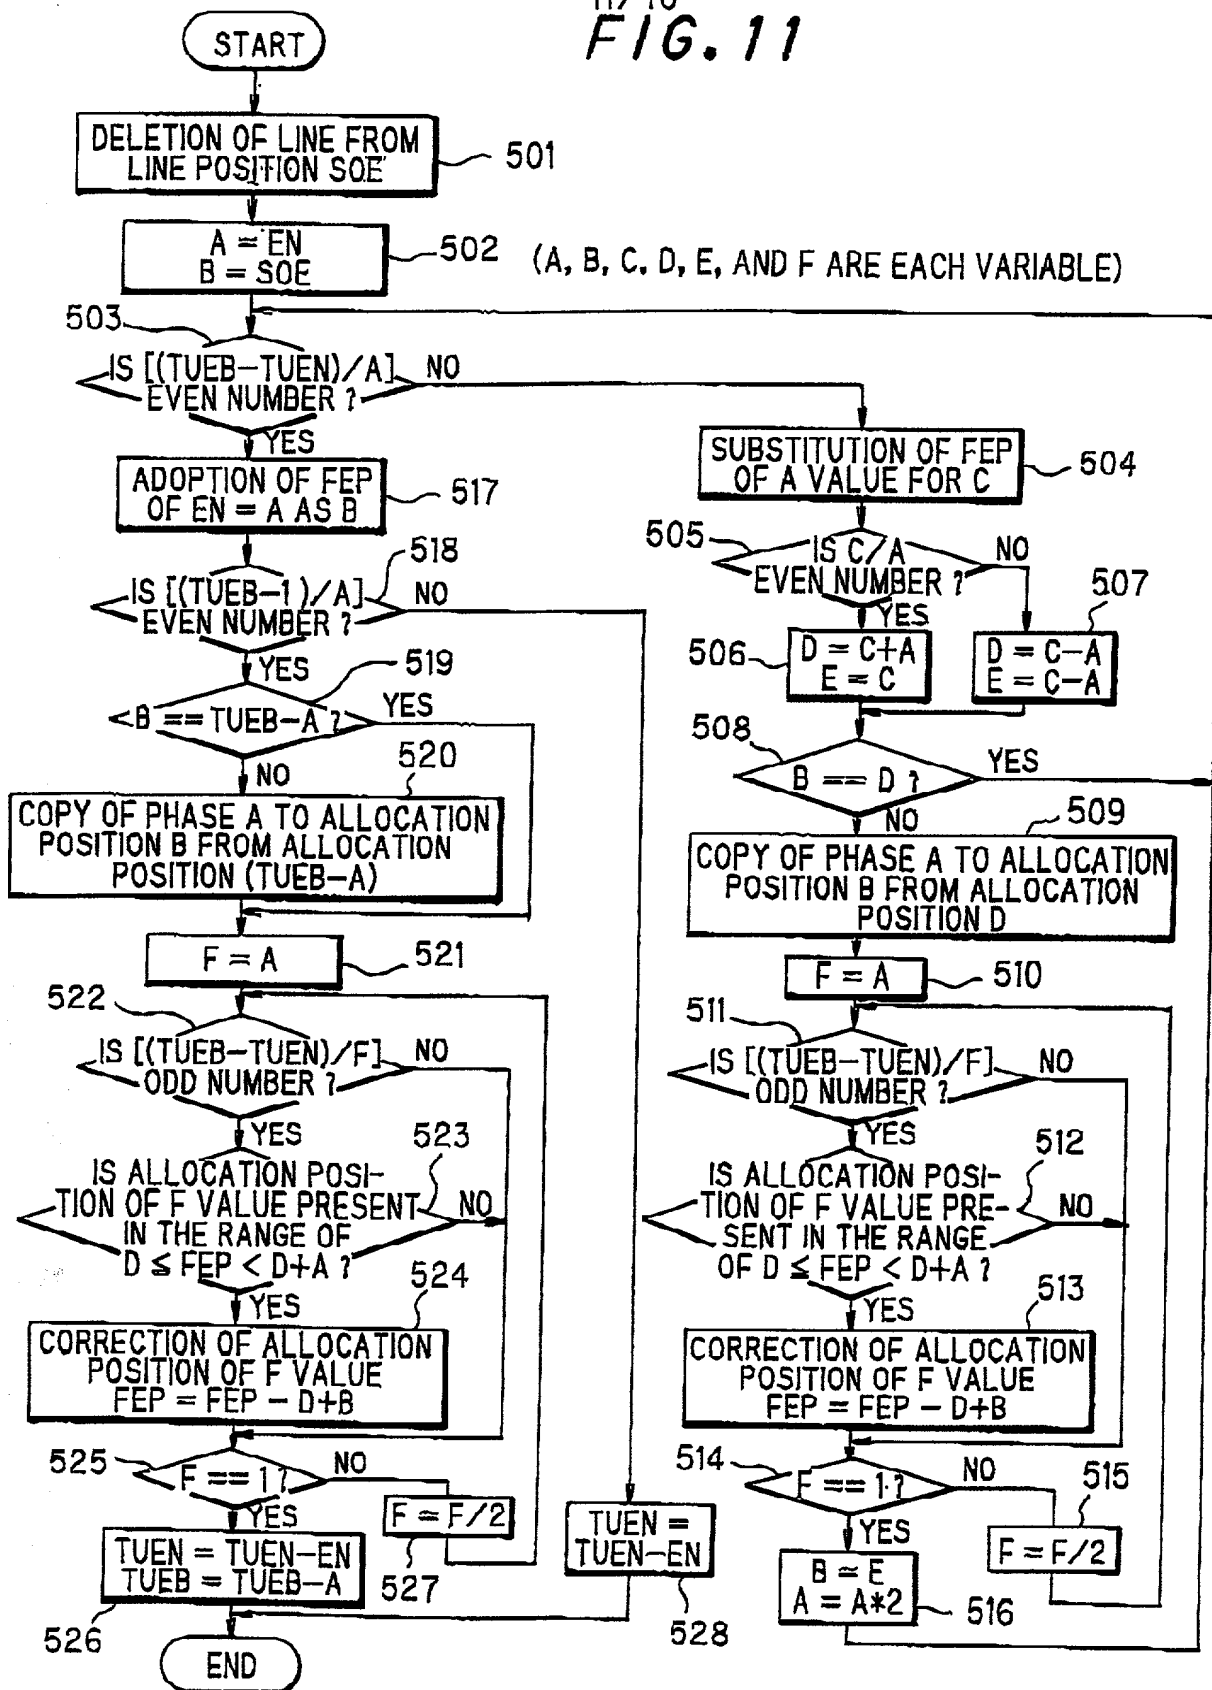 FIG. 11
START
DELETION OF LINE FROM
LINE POSITION SOE
501
A = EN
B = SOE
502
(A, B, C, D, E, AND F ARE EACH VARIABLE)
503
IS [(TUEB-TUEN)/A]
EVEN NUMBER ?
NO
YES
ADOPTION OF FEP
OF EN = A AS B
517
518
IS [(TUEB-1)/A]
EVEN NUMBER ?
NO
YES
519
B == TUEB-A ?
YES
NO
520
COPY OF PHASE A TO ALLOCATION
POSITION B FROM ALLOCATION
POSITION (TUEB-A)
F = A
521
522
IS [(TUEB-TUEN)/F]
ODD NUMBER ?
NO
YES
523
IS ALLOCATION POSI-
TION OF F VALUE PRESENT
IN THE RANGE OF
D ≤ FEP < D+A ?
NO
YES
524
CORRECTION OF ALLOCATION
POSITION OF F VALUE
FEP = FEP - D+B
525
F == 1 ?
NO
YES
F = F/2
527
TUEN = TUEN-EN
TUEB = TUEB-A
526
END
TUEN =
TUEN-EN
528
SUBSTITUTION OF FEP
OF A VALUE FOR C
504
505
IS C/A
EVEN NUMBER ?
NO
YES
507
506
D = C+A
E = C
D = C-A
E = C-A
508
B == D ?
YES
NO
509
COPY OF PHASE A TO ALLOCATION
POSITION B FROM ALLOCATION
POSITION D
F = A
510
511
IS [(TUEB-TUEN)/F]
ODD NUMBER ?
NO
YES
512
IS ALLOCATION POSI-
TION OF F VALUE PRE-
SENT IN THE RANGE
OF D ≤ FEP < D+A ?
NO
YES
513
CORRECTION OF ALLOCATION
POSITION OF F VALUE
FEP = FEP - D+B
514
F == 1 ?
NO
515
YES
F = F/2
B = E
A = A*2
516